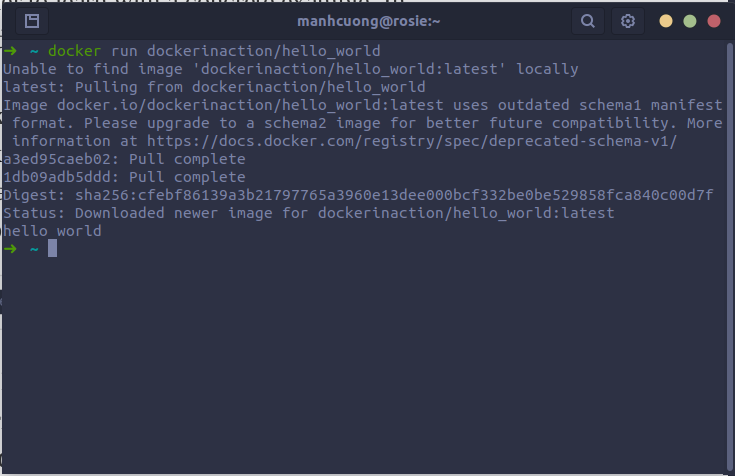 manhcuong@rosie:~
➜ ~ docker run dockerinaction/hello_world
Unable to find image 'dockerinaction/hello_world:latest' locally
latest: Pulling from dockerinaction/hello_world
Image docker.io/dockerinaction/hello_world:latest uses outdated schema1 manifest
format. Please upgrade to a schema2 image for better future compatibility. More
information at https://docs.docker.com/registry/spec/deprecated-schema-v1/
a3ed95caeb02: Pull complete
1db09adb5ddd: Pull complete
Digest: sha256:cfebf86139a3b21797765a3960e13dee000bcf332be0be529858fca840c00d7f
Status: Downloaded newer image for dockerinaction/hello_world:latest
hello world
➜ ~